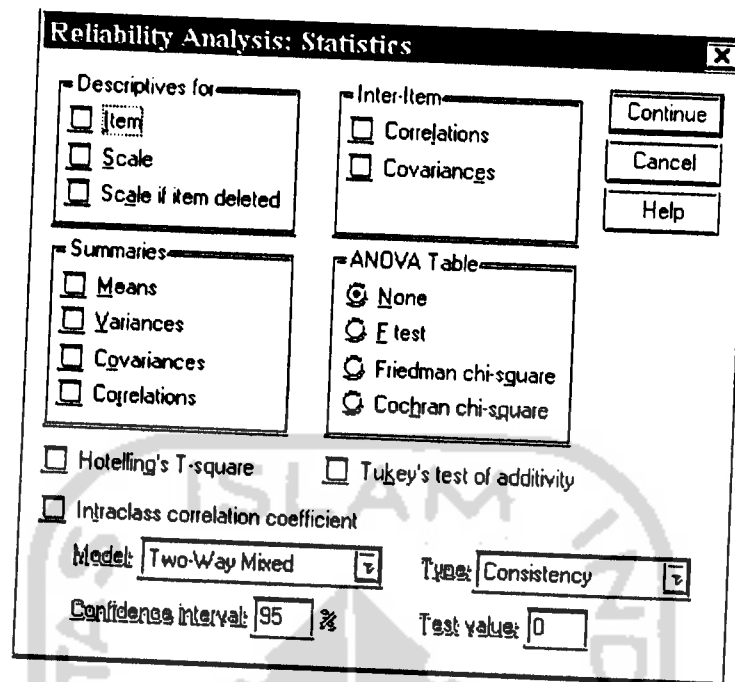 Reliability Analysis: Statistics
Descriptives for
Item
Scale
Scale if item deleted
Inter-Item
Correlations
Covariances
Continue
Cancel
Help
Summaries
Means
Variances
Covariances
Correlations
ANOVA Table
None
F test
Friedman chi-square
Cochran chi-square
Hotelling's T-square
Tukey's test of additivity
Intraclass correlation coefficient
Model: Two-Way Mixed
Type: Consistency
Confidence interval: 95 %
Test value: 0
ISLAM